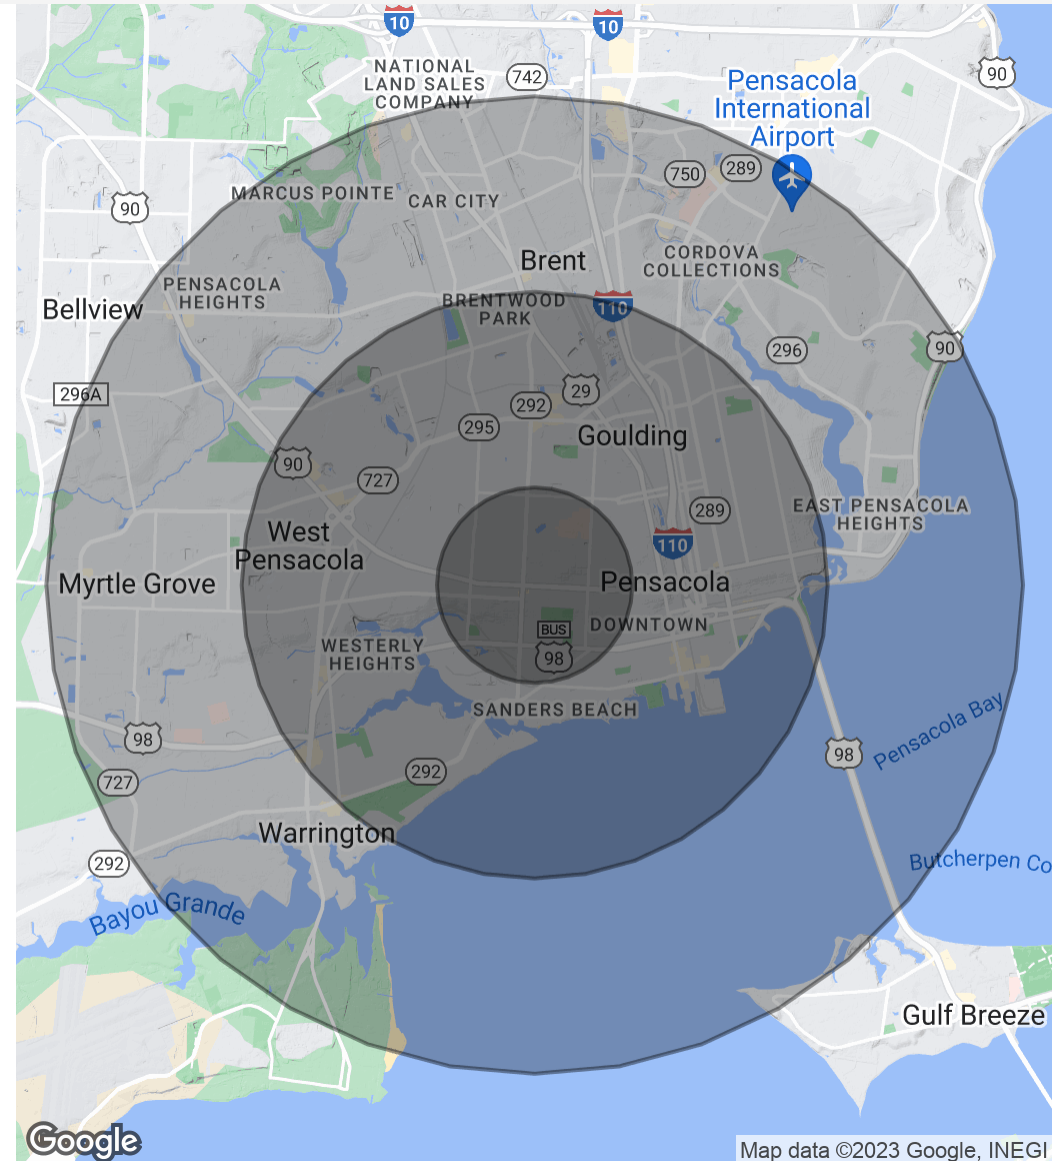 10
10
NATIONAL
LAND SALES
COMPANY
742
90
Pensacola
International
Airport
750
289
MARCUS POINTE
90
CAR CITY
Brent
CORDOVA
COLLECTIONS
PENSACOLA
HEIGHTS
Bellview
BRENTWOOD
PARK
110
296
90
296A
29
292
295
Goulding
90
727
289
EAST PENSACOLA
HEIGHTS
West
Pensacola
110
Myrtle Grove
Pensacola
BUS
98
DOWNTOWN
WESTERLY
HEIGHTS
SANDERS BEACH
98
Pensacola Bay
98
727
292
Warrington
292
Butcherpen Co
Bayou Grande
Gulf Breeze
Google
Map data ©2023 Google, INEGI